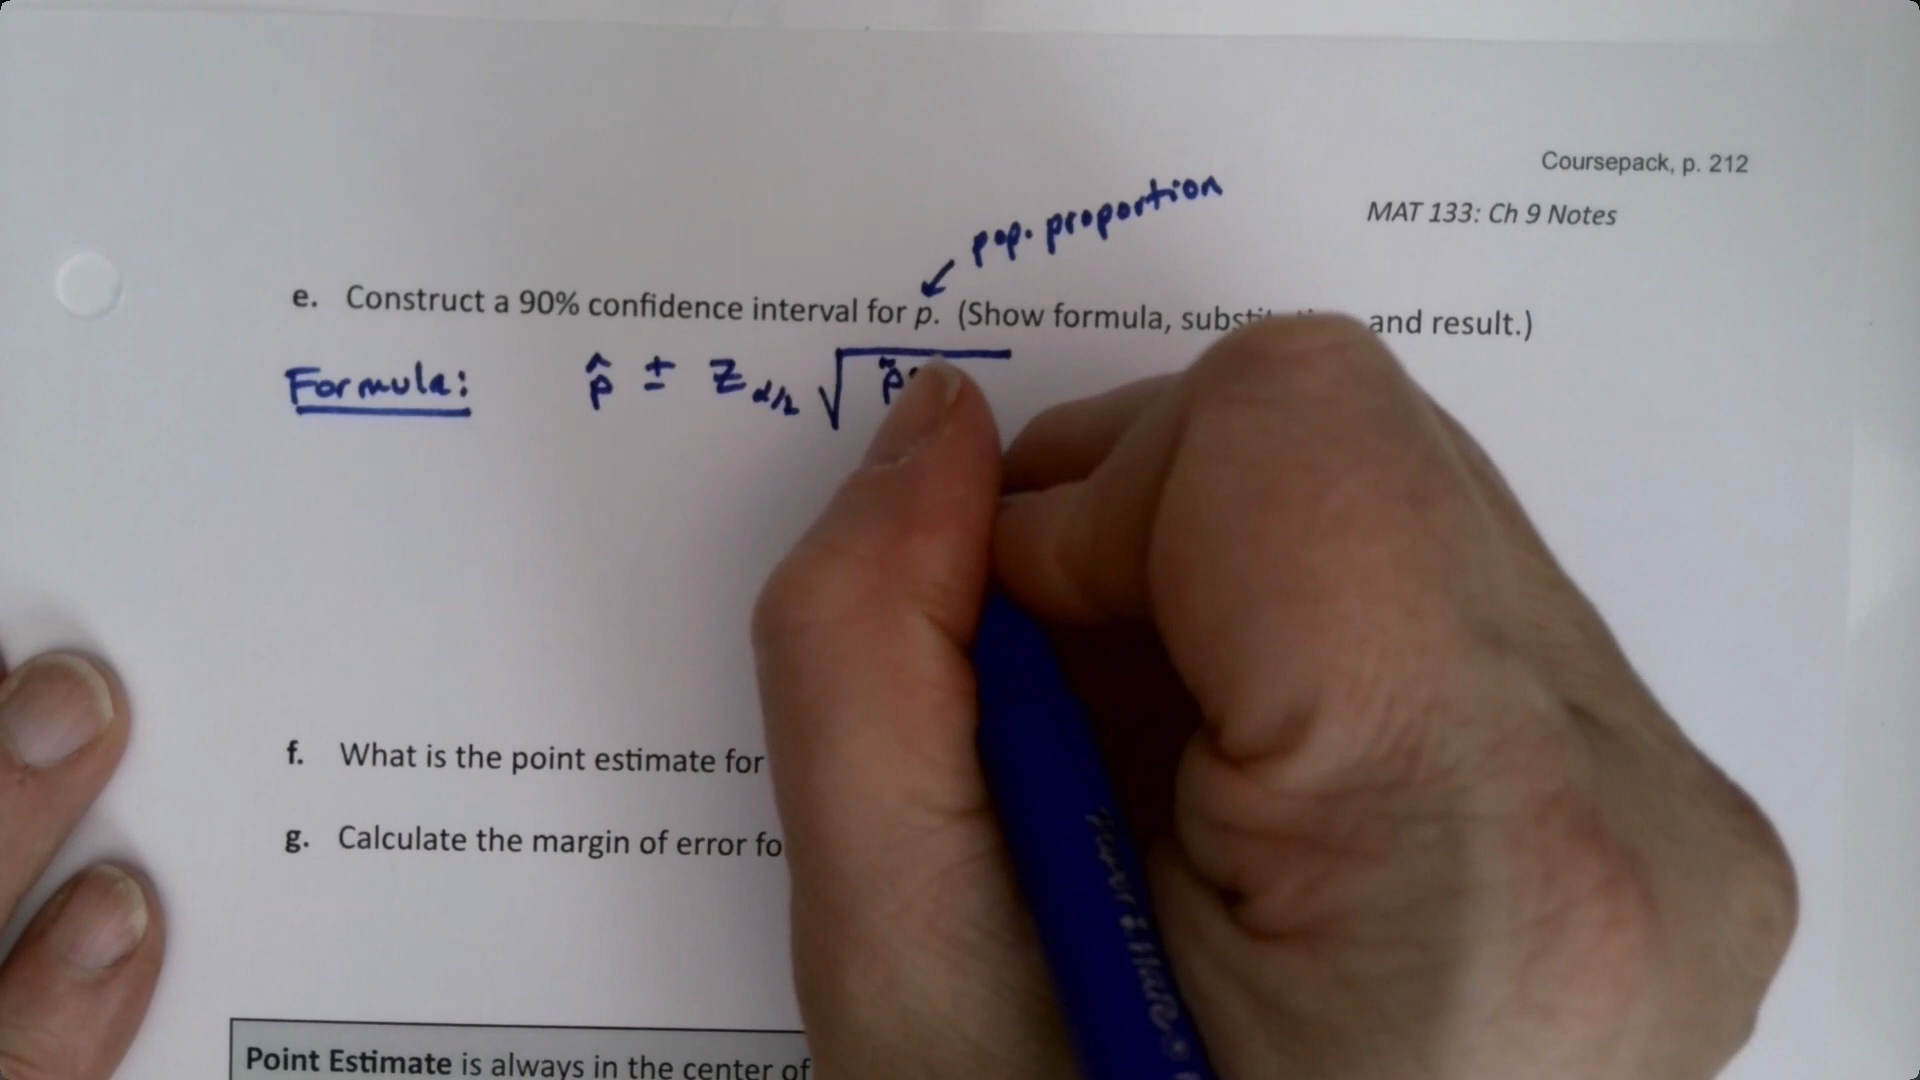 Coursepack, p. 212
MAT 133: Ch 9 Notes
pop. proportion
e. Construct a 90% confidence interval for p. (Show formula, and result.)
Formula: p̂ ± z α/2 √ p̂
f. What is the point estimate for
g. Calculate the margin of error
Point Estimate is always in the center of